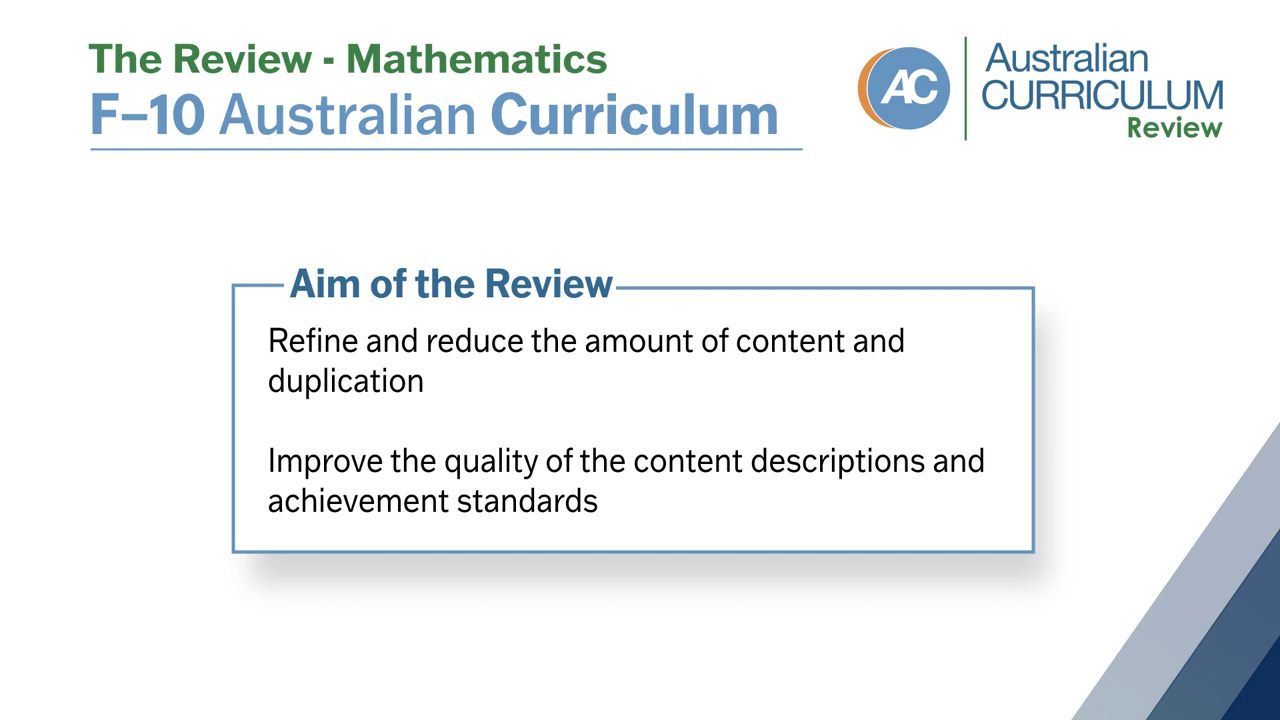 The Review - Mathematics
F–10 Australian Curriculum
AC
Australian
CURRICULUM
Review
Aim of the Review
Refine and reduce the amount of content and
duplication
Improve the quality of the content descriptions and
achievement standards